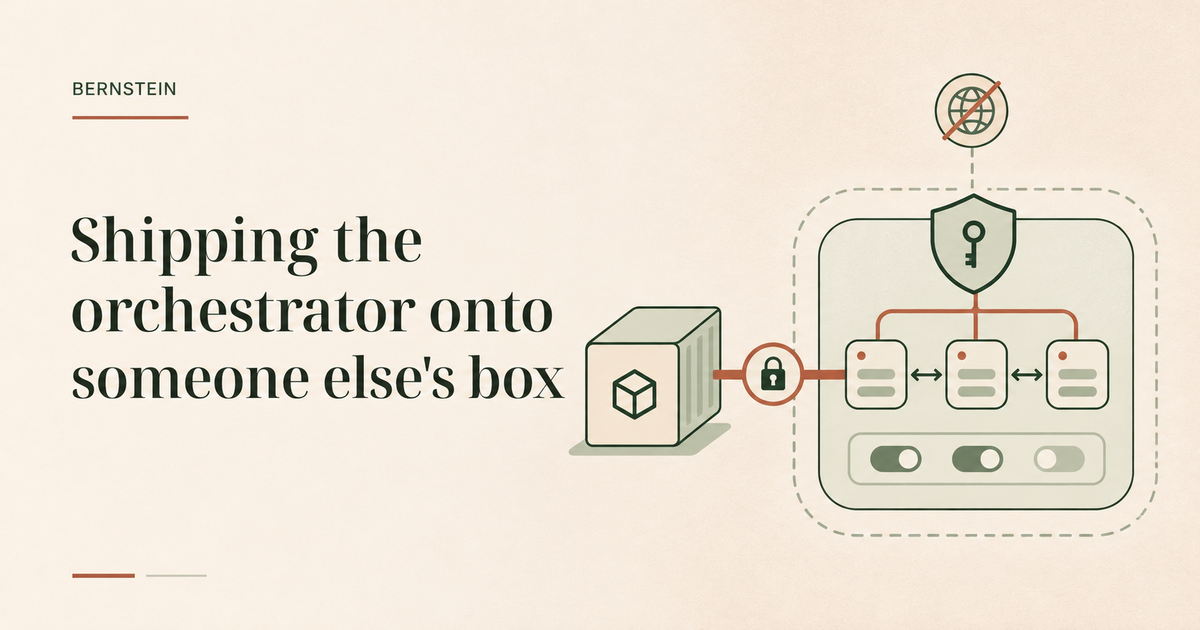 BERNSTEIN
Shipping the
orchestrator onto
someone else's box